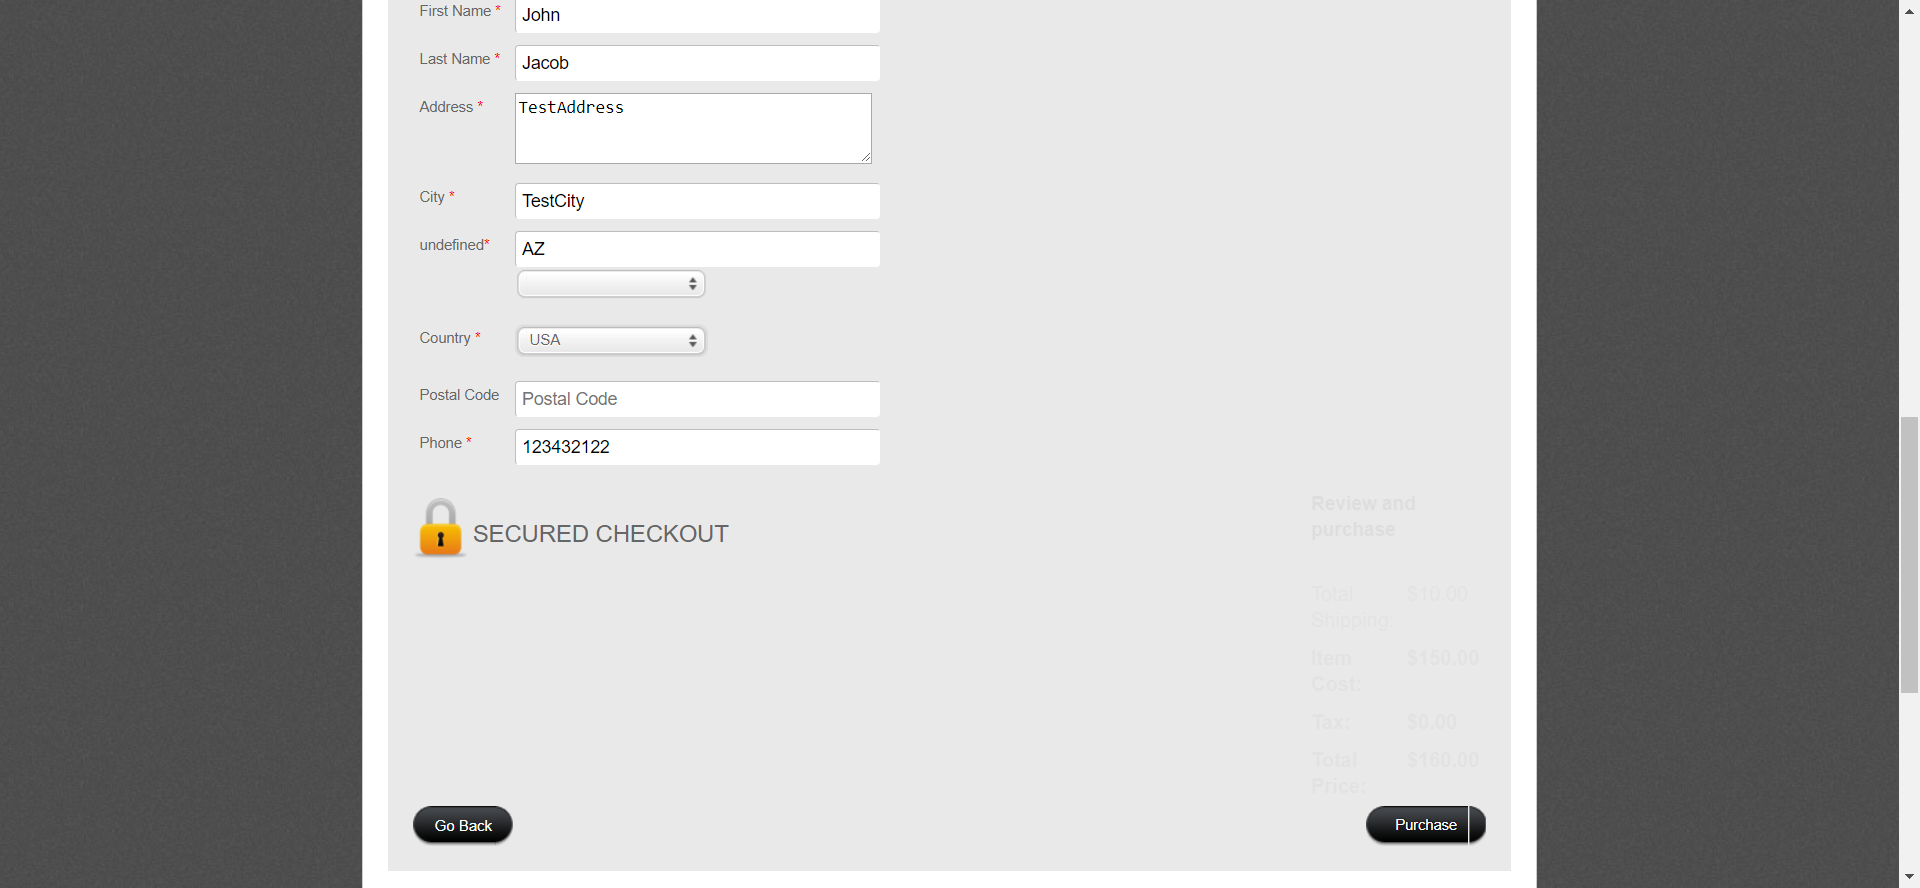 First Name * John
Last Name * Jacob
Address * TestAddress
City * TestCity
undefined* AZ
Country * USA
Postal Code Postal Code
Phone * 123432122
SECURED CHECKOUT
Review and
purchase
Total $10.00
Shipping:
Item $150.00
Cost:
Tax: $0.00
Total $160.00
Price:
Go Back
Purchase